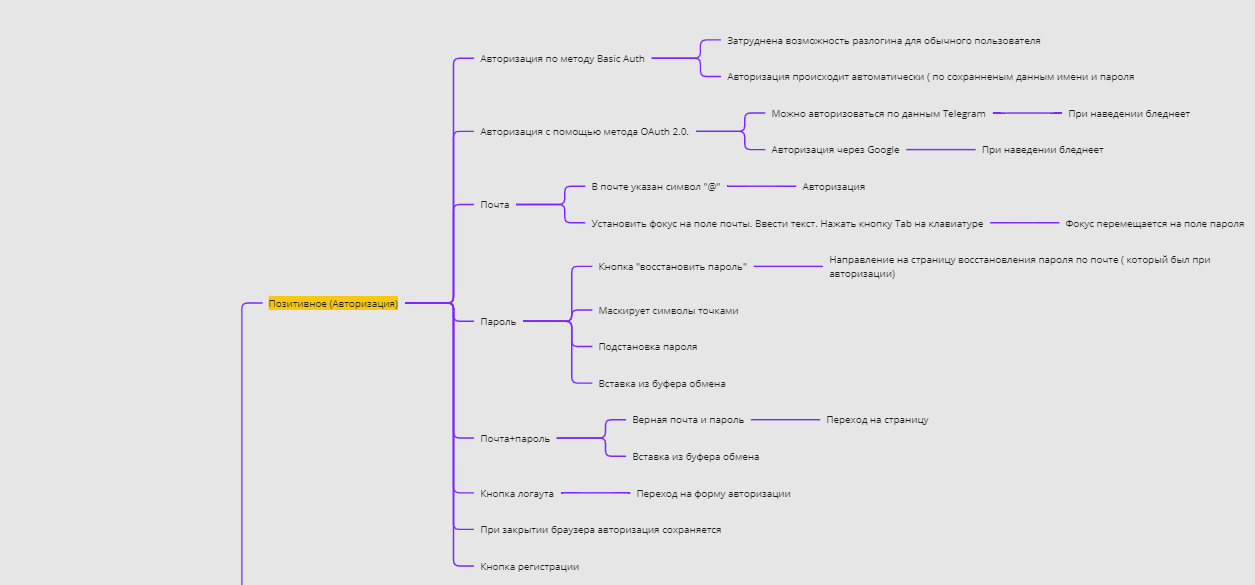 Затруднена возможность разлогина для обычного пользователя
Авторизация по методу Basic Auth
Авторизация происходит автоматически ( по сохранненым данным имени и пароля
Можно авторизоваться по данным Telegram
При наведении бледнеет
Авторизация с помощью метода OAuth 2.0.
Авторизация через Google
При наведении бледнеет
В почте указан символ "@"
Авторизация
Почта
Установить фокус на поле почты. Ввести текст. Нажать кнопку Tab на клавиатуре
Фокус перемещается на поле пароля
Кнопка "восстановить пароль"
Направление на страницу восстановления пароля по почте ( который был при
авторизации)
Позитивное (Авторизация)
Маскирует символы точками
Пароль
Подстановка пароля
Вставка из буфера обмена
Верная почта и пароль
Переход на страницу
Почта+пароль
Вставка из буфера обмена
Кнопка логаута
Переход на форму авторизации
При закрытии браузера авторизация сохраняется
Кнопка регистрации